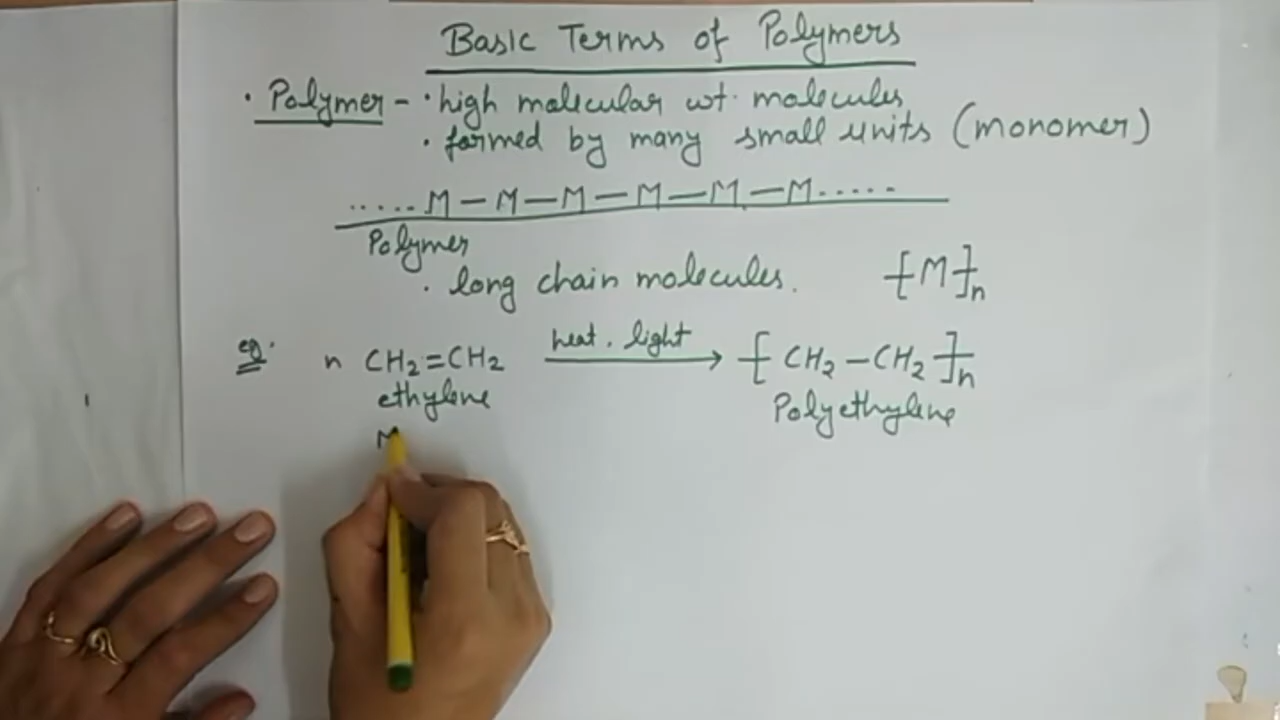 Basic Terms of Polymers
• Polymer - • high molecular wt. molecules
• formed by many small units (monomer)
.....M-M-M-M-M-M.....
Polymer
• long chain molecules. [M]n
eg. n CH2=CH2 heat, light → [CH2-CH2]n
ethylene Polyethylene
M